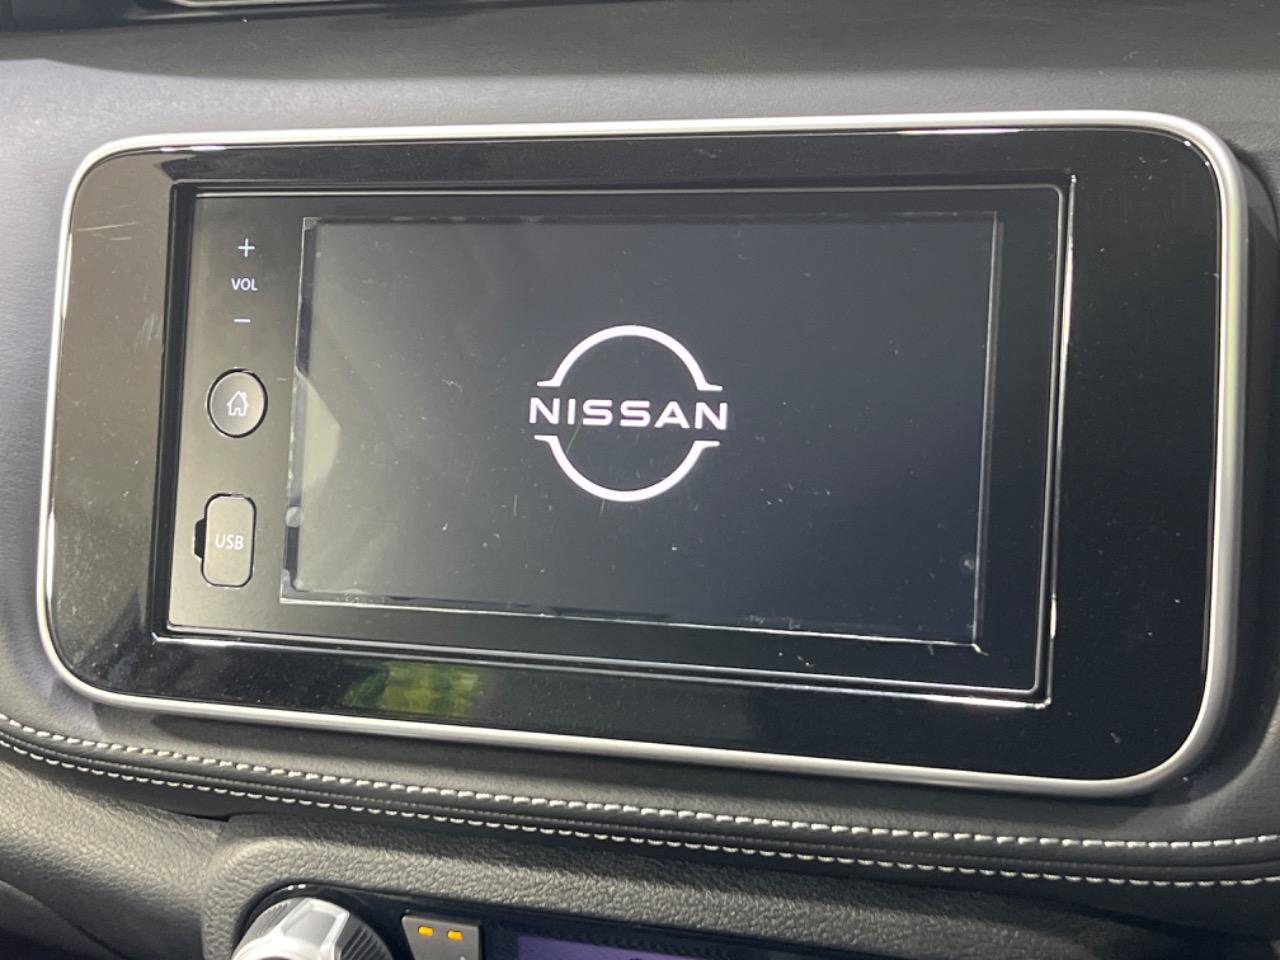 +
VOL
−
NISSAN
USB